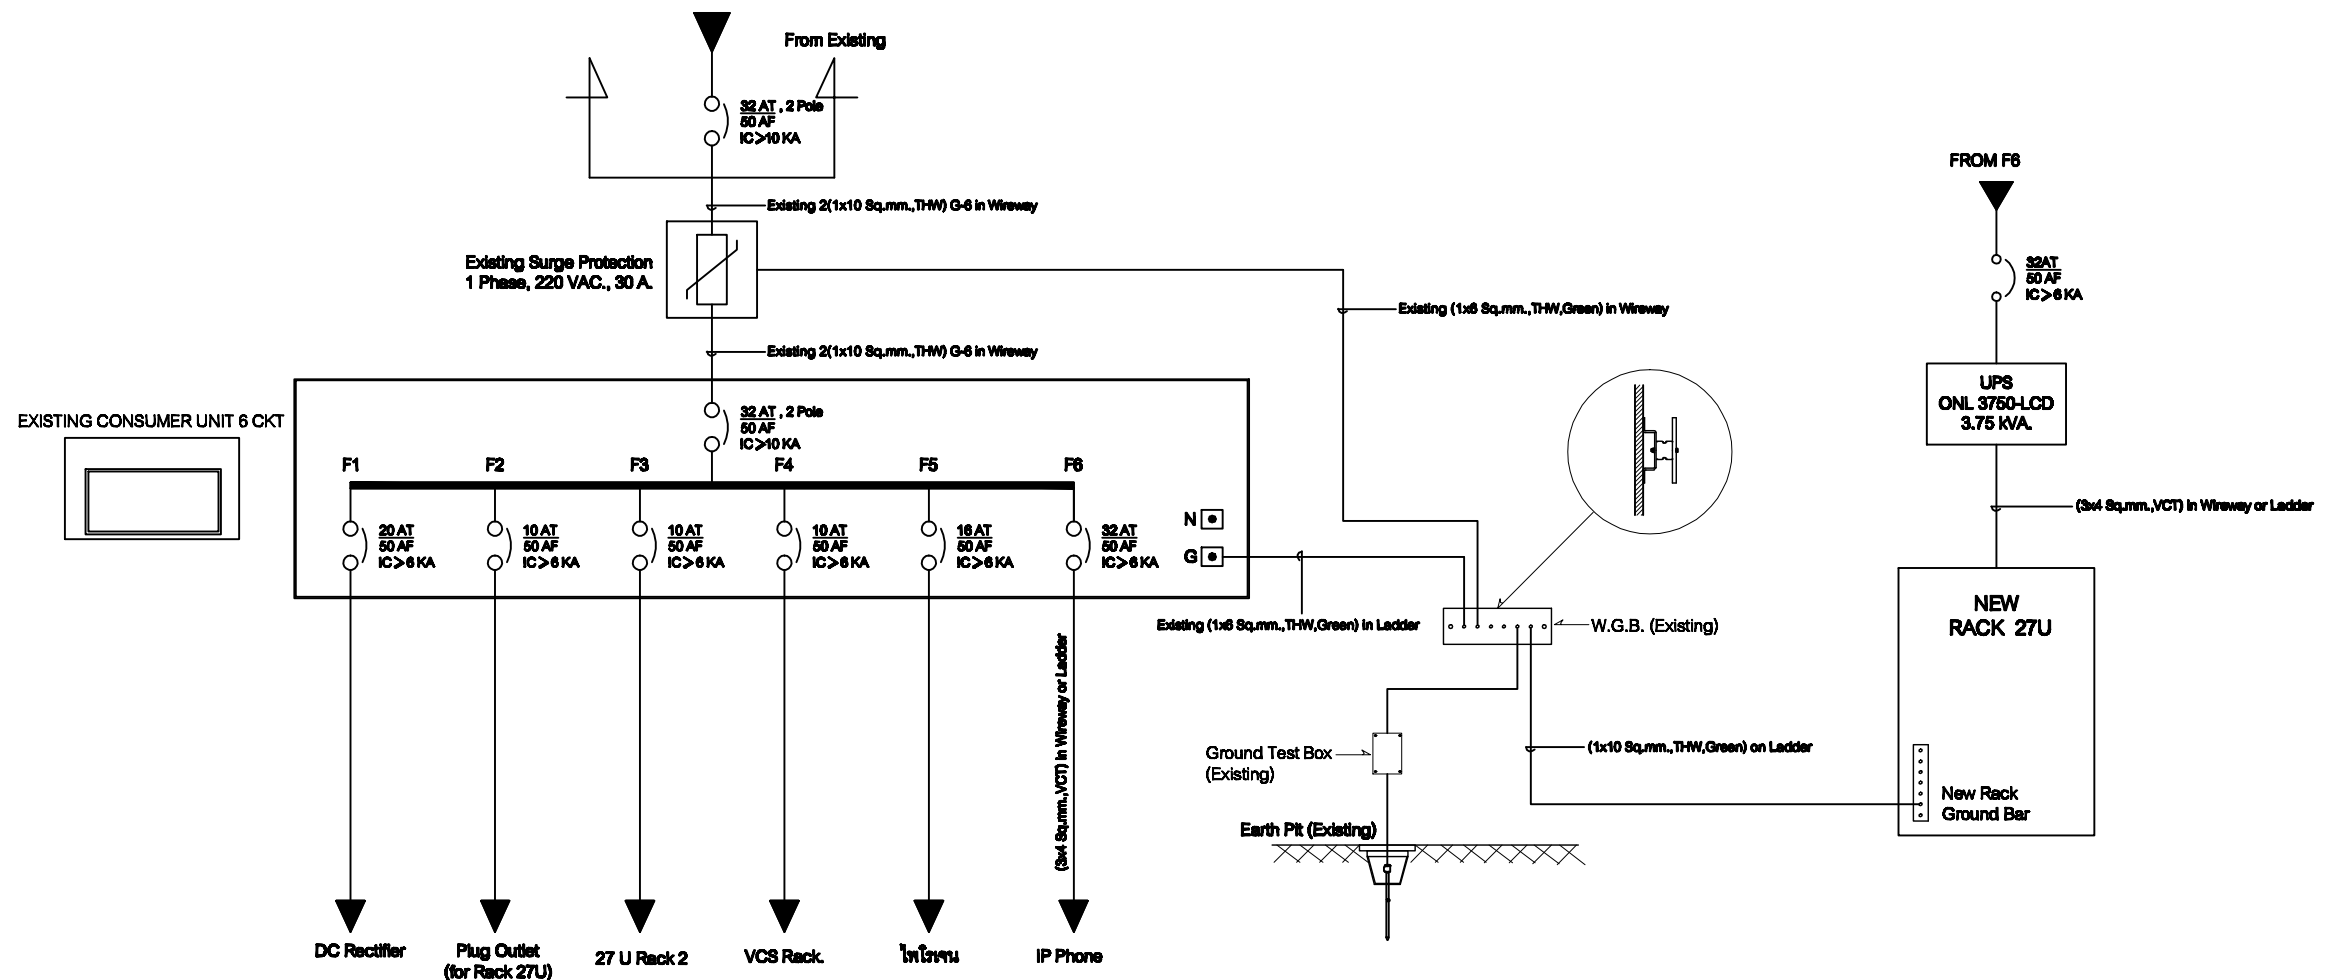 From Existing
32 AT , 2 Pole
50 AF
IC>10 KA
Existing 2(1x10 Sq.mm.,THW) G-6 in Wireway
Existing Surge Protection
1 Phase, 220 VAC., 30 A.
Existing (1x6 Sq.mm.,THW,Green) in Wireway
Existing 2(1x10 Sq.mm.,THW) G-6 in Wireway
EXISTING CONSUMER UNIT 6 CKT
32 AT , 2 Pole
50 AF
IC>10 KA
F1
F2
F3
F4
F5
F6
20 AT
50 AF
IC>6 KA
10 AT
50 AF
IC>6 KA
10 AT
50 AF
IC>6 KA
10 AT
50 AF
IC>6 KA
16 AT
50 AF
IC>6 KA
32 AT
50 AF
IC>6 KA
N
G
(3x4 Sq.mm.,VCT) in Wireway or Ladder
DC Rectifier
Plug Outlet
(for Rack 27U)
27 U Rack 2
VCS Rack.
IP Phone
Existing (1x6 Sq.mm.,THW,Green) in Ladder
W.G.B. (Existing)
Ground Test Box
(Existing)
(1x10 Sq.mm.,THW,Green) on Ladder
Earth Pit (Existing)
FROM F6
32AT
50 AF
IC>6 KA
UPS
ONL 3750-LCD
3.75 kVA.
(3x4 Sq.mm.,VCT) in Wireway or Ladder
NEW
RACK 27U
New Rack
Ground Bar